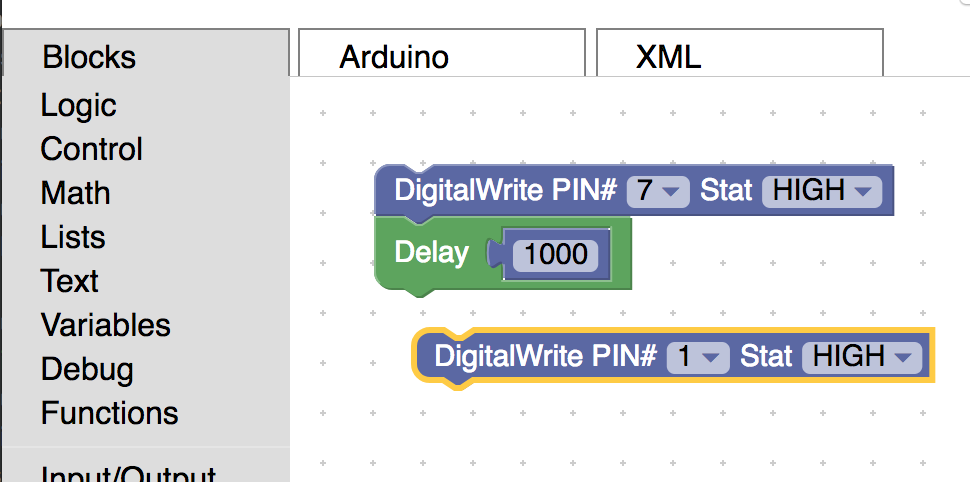 Blocks
Arduino
XML
Logic
Control
Math
Lists
Text
Variables
Debug
Functions
Input/Output
DigitalWrite PIN# 7 Stat HIGH
Delay 1000
DigitalWrite PIN# 1 Stat HIGH